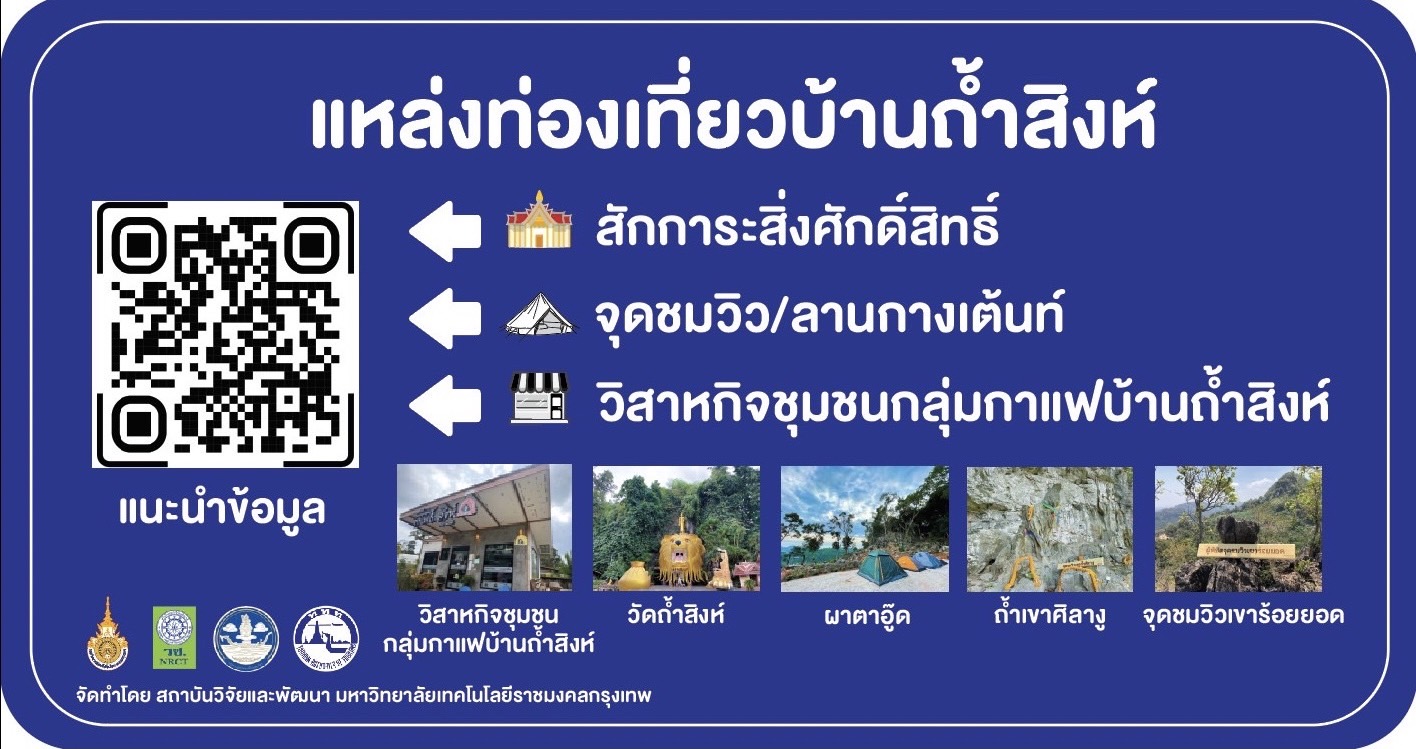 แหล่งท่องเที่ยวบ้านถ้ำสิงห์
สักการะสิ่งศักดิ์สิทธิ์
จุดชมวิว/ลานกางเต้นท์
วิสาหกิจชุมชนกลุ่มกาแฟบ้านถ้ำสิงห์
แนะนำข้อมูล
วิสาหกิจชุมชน
กลุ่มกาแฟบ้านถ้ำสิงห์
วัดถ้ำสิงห์
ผาตาอู๊ด
ถ้ำเขาศิลางู
จุดชมวิวเขาร้อยยอด
วช.
NRCT
ททท
จัดทำโดย สถาบันวิจัยและพัฒนา มหาวิทยาลัยเทคโนโลยีราชมงคลกรุงเทพ